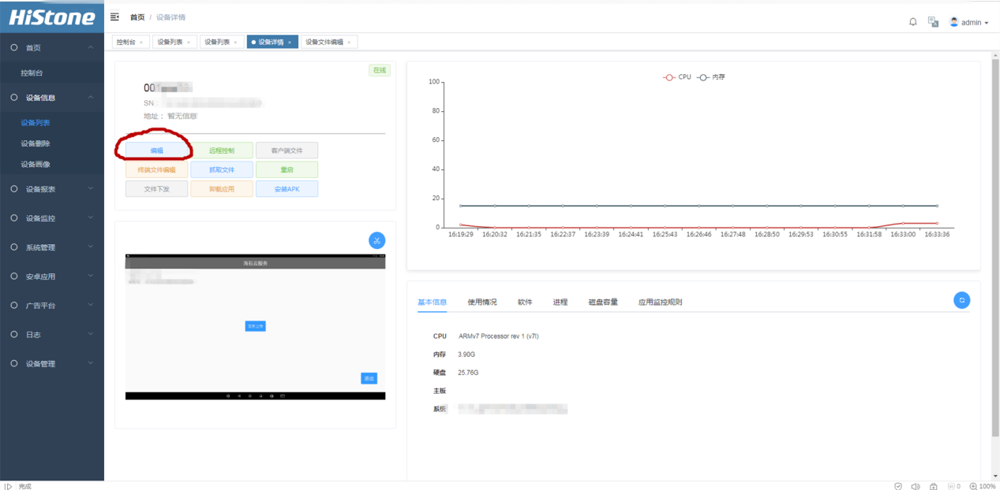 HiStone
首页 / 设备详情
admin
首页
控制台
设备信息
设备列表
设备删除
设备画像
设备报表
设备监控
系统管理
安卓应用
广告平台
日志
设备管理
控制台 × 设备列表 × 设备列表 × 设备详情 × 设备文件编辑 ×
在线
SN :
地址： 暂无信息
编辑 远程控制 客户端文件
终端文件编辑 抓取文件 重启
文件下发 卸载应用 安装APK
海石云服务
文件上传
退出
CPU 内存
100
80
60
40
20
0
16:19:29 16:20:32 16:21:35 16:22:37 16:23:39 16:24:41 16:25:43 16:26:46 16:27:48 16:28:50 16:29:53 16:30:55 16:31:58 16:33:00 16:33:36
基本信息 使用情况 软件 进程 磁盘容量 应用监控规则
CPU ARMv7 Processor rev 1 (v7l)
内存 3.90G
硬盘 25.76G
主板
系统
完成
0
100%